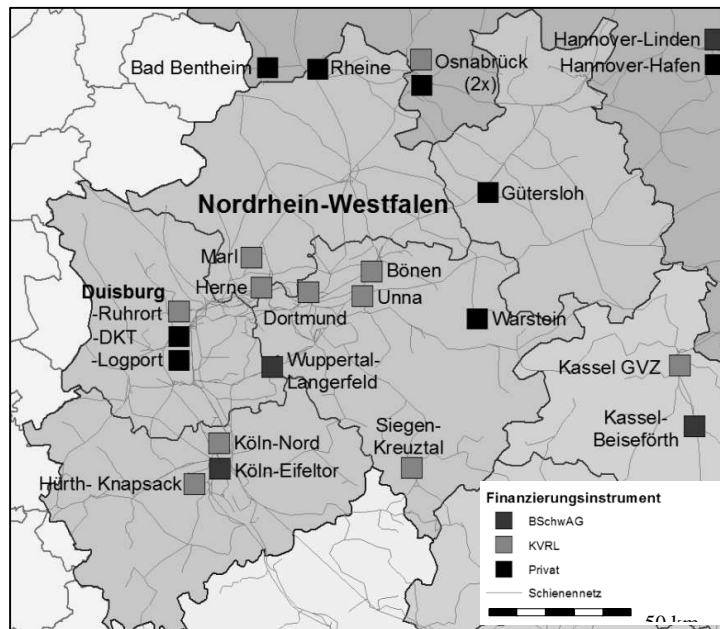 Hannover-Linden
Bad Bentheim
Rheine
Osnabrück
(2x)
Hannover-Hafen
Gütersloh
Nordrhein-Westfalen
Marl
Bönen
Herne
Duisburg
-Ruhrort
Unna
Dortmund
Warstein
-DKT
-Logport
Wuppertal-
Langerfeld
Kassel GVZ
Kassel-
Beiseförth
Siegen-
Kreuztal
Köln-Nord
Köln-Eifeltor
Hürth- Knapsack
Finanzierungsinstrument
BSchwAG
KVRL
Privat
Schienennetz
50 km